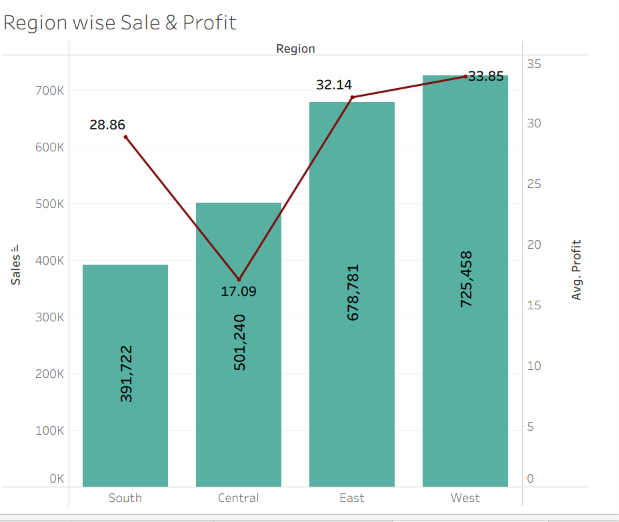 Region wise Sale & Profit
Region
35
33.85
32.14
700K
30
28.86
600K
25
500K
20
400K
Sales
Avg. Profit
17.09
725,458
678,781
15
300K
501,240
391,722
10
200K
5
100K
0K
0
South
Central
East
West